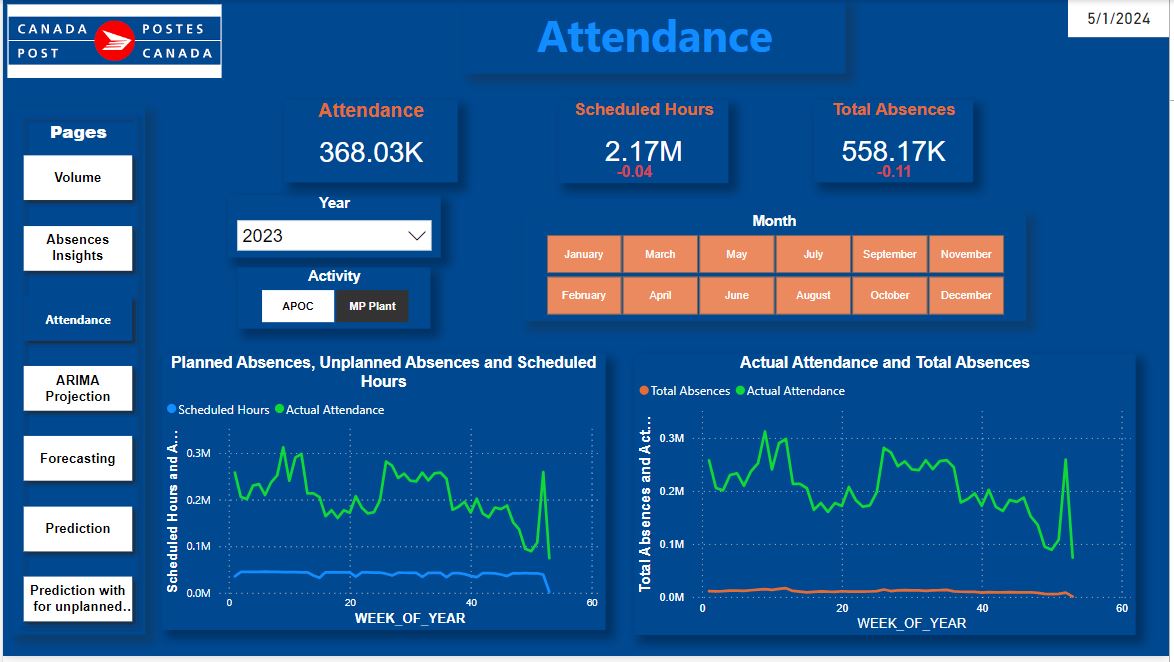 CANADA POSTES
POST CANADA
Attendance
5/1/2024
Pages
Volume
Absences
Insights
Attendance
ARIMA
Projection
Forecasting
Prediction
Prediction with
for unplanned..
Attendance
368.03K
Scheduled Hours
2.17M
-0.04
Total Absences
558.17K
-0.11
Year
2023
Activity
APOC MP Plant
Month
January March May July September November
February April June August October December
Planned Absences, Unplanned Absences and Scheduled
Hours
Scheduled Hours Actual Attendance
Scheduled Hours and A...
0.3M
0.2M
0.1M
0.0M
0 20 40 60
WEEK_OF_YEAR
Actual Attendance and Total Absences
Total Absences Actual Attendance
Total Absences and Act...
0.3M
0.2M
0.1M
0.0M
0 20 40 60
WEEK_OF_YEAR